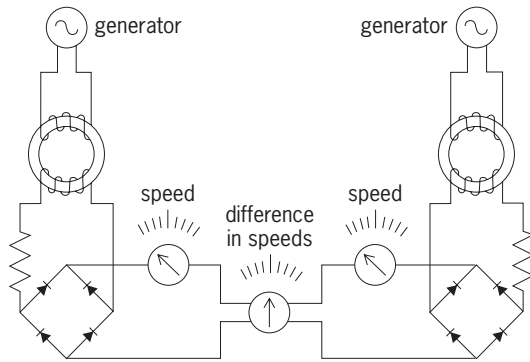 generator
generator
speed
speed
difference
in speeds